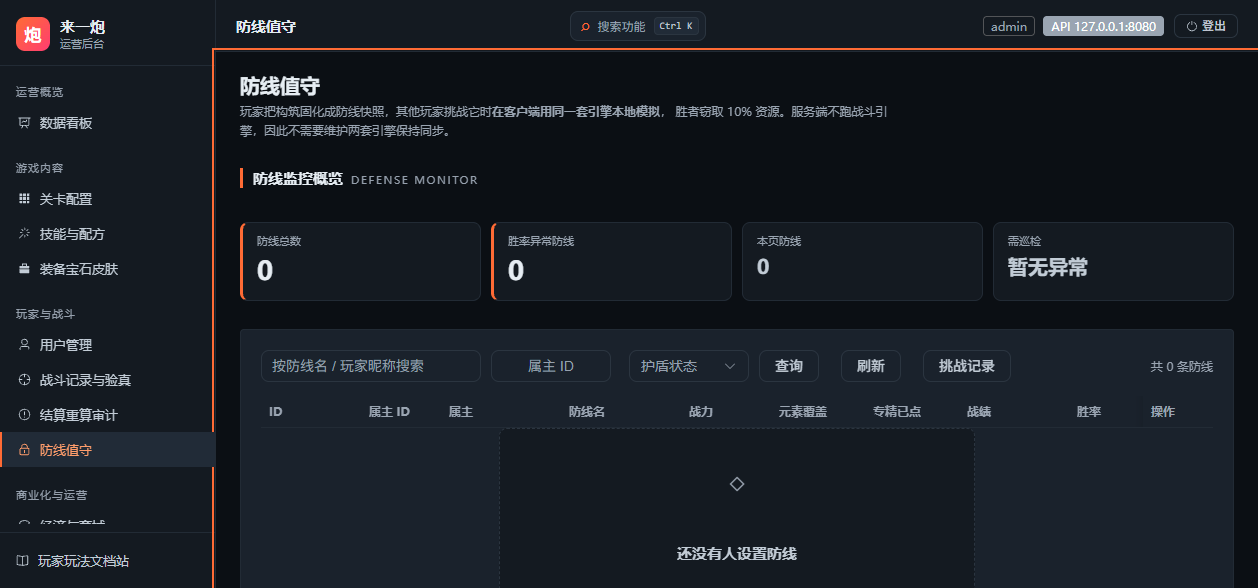 炮
来一炮
运营后台
防线值守
搜索功能 Ctrl K
admin
API 127.0.0.1:8080
登出
运营概览
数据看板
游戏内容
关卡配置
技能与配方
装备宝石皮肤
玩家与战斗
用户管理
战斗记录与验真
结算重算审计
防线值守
商业化与运营
玩家玩法文档站
防线值守
玩家把构筑固化成防线快照，其他玩家挑战它时在客户端用同一套引擎本地模拟， 胜者窃取 10% 资源。服务端不跑战斗引
擎，因此不需要维护两套引擎保持同步。
防线监控概览 DEFENSE MONITOR
防线总数
0
胜率异常防线
0
本页防线
0
需巡检
暂无异常
按防线名 / 玩家昵称搜索
属主 ID
护盾状态
查询
刷新
挑战记录
共 0 条防线
ID 属主 ID 属主 防线名 战力 元素覆盖 专精已点 战绩 胜率 操作
还没有人设置防线